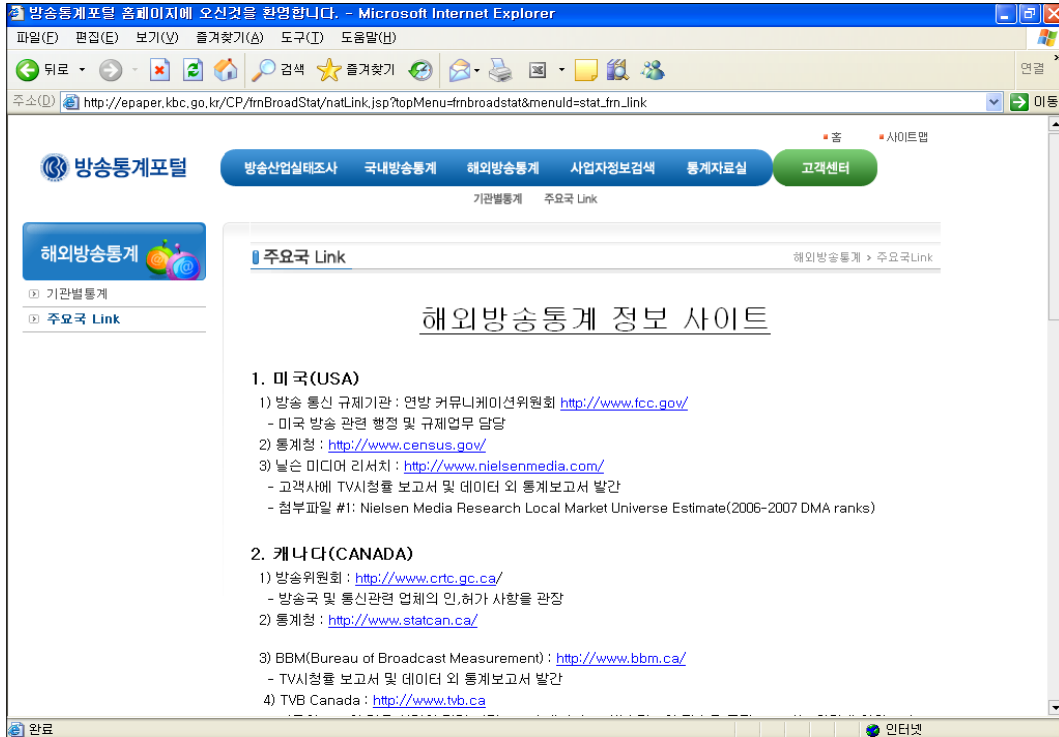 방송통계포털 홈페이지에 오신것을 환영합니다. - Microsoft Internet Explorer
파일(F) 편집(E) 보기(V) 즐겨찾기(A) 도구(T) 도움말(H)
뒤로 검색 즐겨찾기 연결
주소(D) http://epaper.kbc.go.kr/CP/frnBroadStat/natLink.jsp?topMenu=frnbroadstat&menuId=stat_frn_link 이동
홈 사이트맵
방송통계포털 방송산업실태조사 국내방송통계 해외방송통계 사업자정보검색 통계자료실 고객센터
기관별통계 주요국 Link
해외방송통계
기관별통계
주요국 Link
주요국 Link 해외방송통계 > 주요국Link
해외방송통계 정보 사이트
1. 미국(USA)
1) 방송 통신 규제기관 : 연방 커뮤니케이션위원회 http://www.fcc.gov/
- 미국 방송 관련 행정 및 규제업무 담당
2) 통계청 : http://www.census.gov/
3) 닐슨 미디어 리서치 : http://www.nielsenmedia.com/
- 고객사에 TV시청률 보고서 및 데이터 외 통계보고서 발간
- 첨부파일 #1: Nielsen Media Research Local Market Universe Estimate(2006-2007 DMA ranks)
2. 캐나다(CANADA)
1) 방송위원회 : http://www.crtc.gc.ca/
- 방송국 및 통신관련 업체의 인,허가 사항을 관장
2) 통계청 : http://www.statcan.ca/
3) BBM(Bureau of Broadcast Measurement) : http://www.bbm.ca/
- TV시청률 보고서 및 데이터 외 통계보고서 발간
4) TVB Canada : http://www.tvb.ca
완료 인터넷